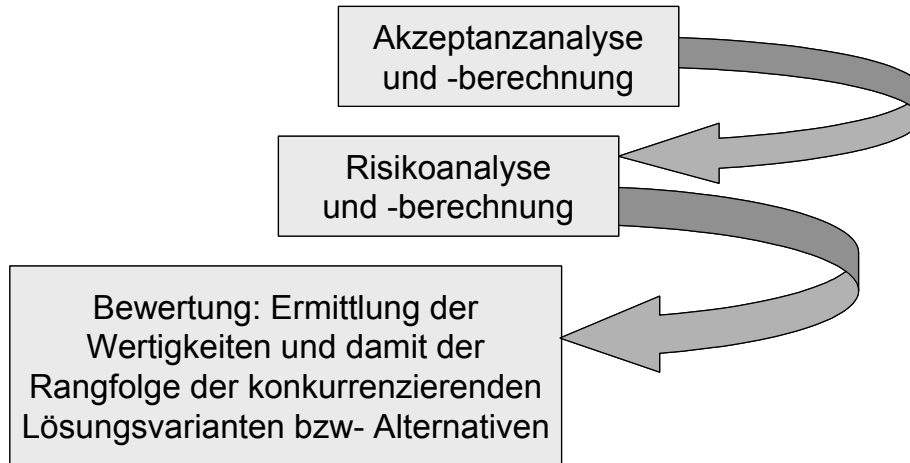 Akzeptanzanalyse
und -berechnung
Risikoanalyse
und -berechnung
Bewertung: Ermittlung der
Wertigkeiten und damit der
Rangfolge der konkurrenzierenden
Lösungsvarianten bzw- Alternativen